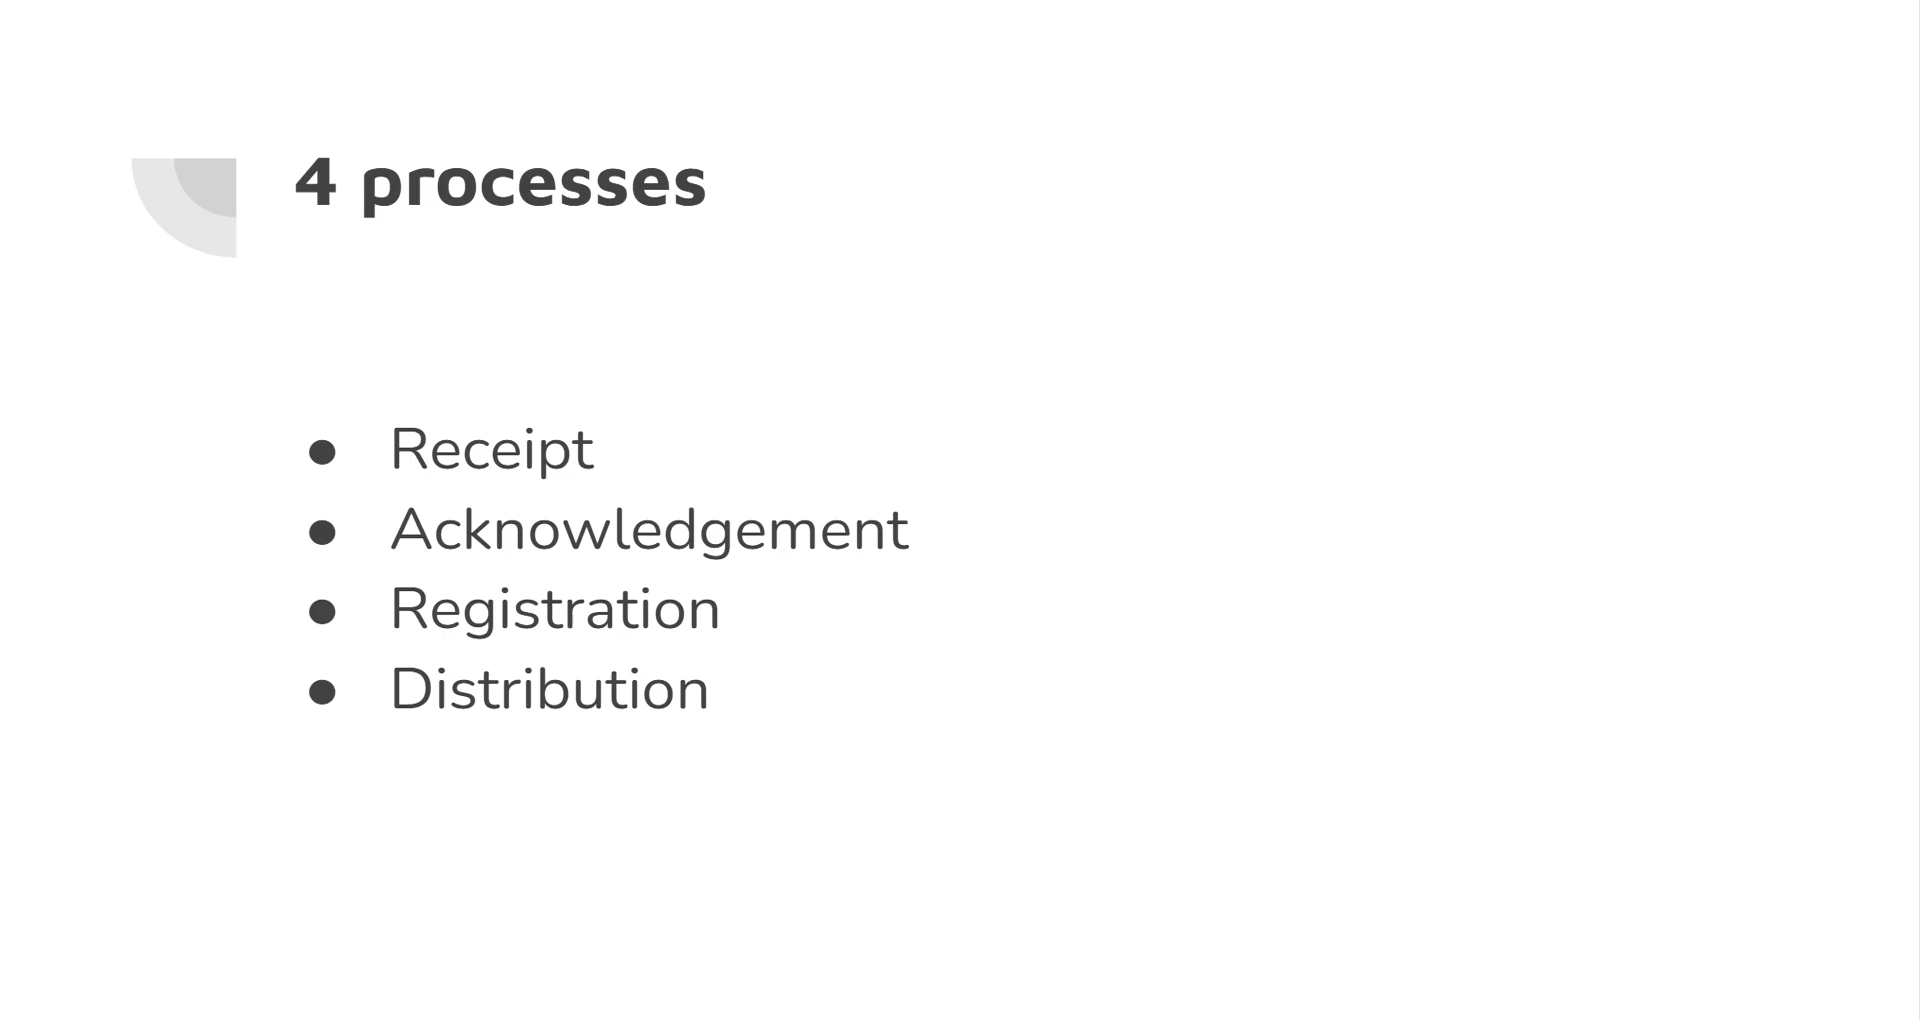 4 processes
● Receipt
● Acknowledgement
● Registration
● Distribution